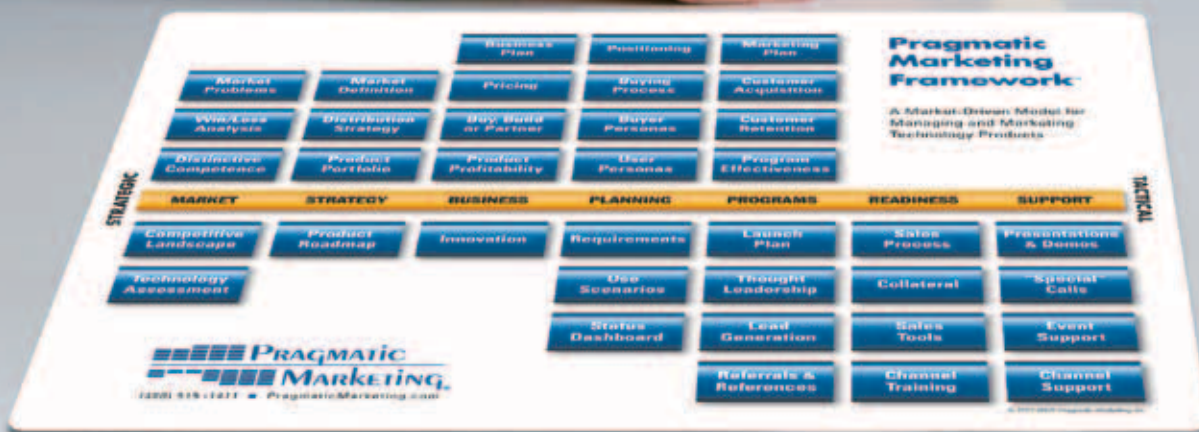 Business
Plan
Positioning
Marketing
Plan
Pragmatic
Marketing
Framework™
A Market-Driven Model for
Managing and Marketing
Technology Products
Market
Problems
Market
Definition
Pricing
Buying
Process
Customer
Acquisition
Win/Loss
Analysis
Distribution
Strategy
Buy, Build
or Partner
Buyer
Personas
Customer
Retention
Distinctive
Competence
Product
Portfolio
Product
Profitability
User
Personas
Program
Effectiveness
STRATEGIC
MARKET STRATEGY BUSINESS PLANNING PROGRAMS READINESS SUPPORT
TACTICAL
Competitive
Landscape
Product
Roadmap
Innovation
Requirements
Launch
Plan
Sales
Process
Presentations
& Demos
Technology
Assessment
Use
Scenarios
Thought
Leadership
Collateral
"Special"
Calls
Status
Dashboard
Lead
Generation
Sales
Tools
Event
Support
Referrals &
References
Channel
Training
Channel
Support
PRAGMATIC
MARKETING
PragmaticMarketing.com